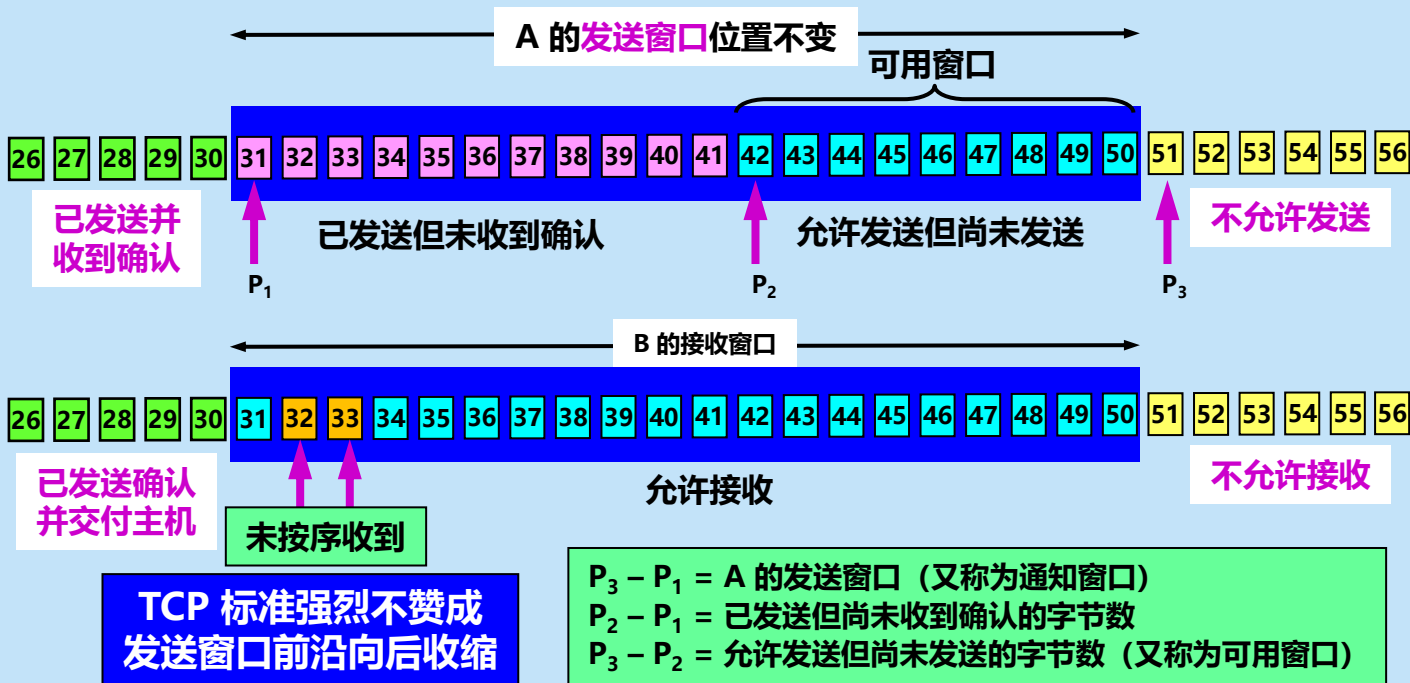 A 的发送窗口位置不变
可用窗口
26 27 28 29 30 31 32 33 34 35 36 37 38 39 40 41 42 43 44 45 46 47 48 49 50 51 52 53 54 55 56
已发送并
收到确认
已发送但未收到确认
允许发送但尚未发送
不允许发送
P1
P2
P3
B 的接收窗口
26 27 28 29 30 31 32 33 34 35 36 37 38 39 40 41 42 43 44 45 46 47 48 49 50 51 52 53 54 55 56
已发送确认
并交付主机
允许接收
不允许接收
未按序收到
TCP 标准强烈不赞成
发送窗口前沿向后收缩
P3 – P1 = A 的发送窗口（又称为通知窗口）
P2 – P1 = 已发送但尚未收到确认的字节数
P3 – P2 = 允许发送但尚未发送的字节数（又称为可用窗口）